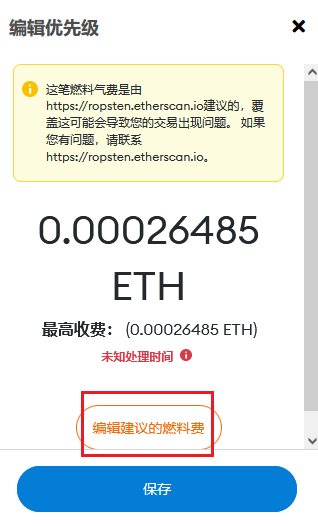 编辑优先级
这笔燃料气费是由
https://ropsten.etherscan.io建议的，覆
盖这可能会导致您的交易出现问题。 如果
您有问题，请联系
https://ropsten.etherscan.io。
0.00026485
ETH
最高收费： (0.00026485 ETH)
未知处理时间
编辑建议的燃料费
保存